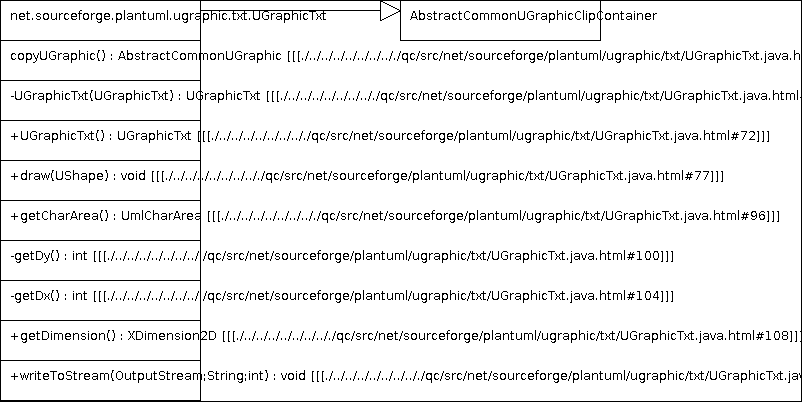 net.sourceforge.plantuml.ugraphic.txt.UGraphicTxt
AbstractCommonUGraphicClipContainer
copyUGraphic() : AbstractCommonUGraphic [[[./../../../../../../../qc/src/net/sourceforge/plantuml/ugraphic/txt/UGraphicTxt.java.h
-UGraphicTxt(UGraphicTxt) : UGraphicTxt [[[./../../../../../../../qc/src/net/sourceforge/plantuml/ugraphic/txt/UGraphicTxt.java.html
+UGraphicTxt() : UGraphicTxt [[[./../../../../../../../qc/src/net/sourceforge/plantuml/ugraphic/txt/UGraphicTxt.java.html#72]]]
+draw(UShape) : void [[[./../../../../../../../qc/src/net/sourceforge/plantuml/ugraphic/txt/UGraphicTxt.java.html#77]]]
+getCharArea() : UmlCharArea [[[./../../../../../../../qc/src/net/sourceforge/plantuml/ugraphic/txt/UGraphicTxt.java.html#96]]]
-getDy() : int [[[./../../../../../../../qc/src/net/sourceforge/plantuml/ugraphic/txt/UGraphicTxt.java.html#100]]]
-getDx() : int [[[./../../../../../../../qc/src/net/sourceforge/plantuml/ugraphic/txt/UGraphicTxt.java.html#104]]]
+getDimension() : XDimension2D [[[./../../../../../../../qc/src/net/sourceforge/plantuml/ugraphic/txt/UGraphicTxt.java.html#108]]]
+writeToStream(OutputStream;String;int) : void [[[./../../../../../../../qc/src/net/sourceforge/plantuml/ugraphic/txt/UGraphicTxt.jav